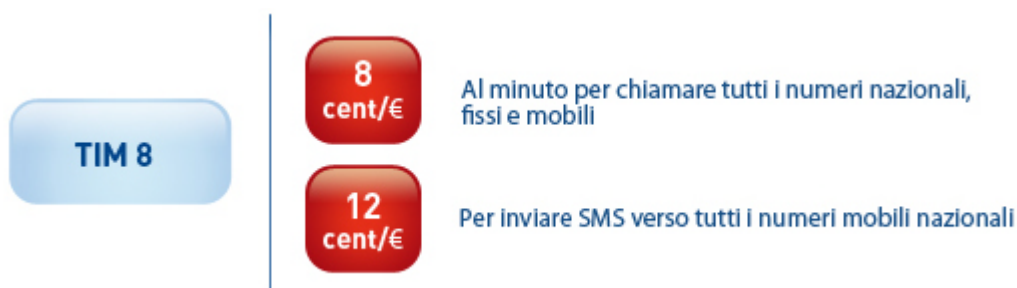 TIM 8
8
cent/€
Al minuto per chiamare tutti i numeri nazionali,
fissi e mobili
12
cent/€
Per inviare SMS verso tutti i numeri mobili nazionali